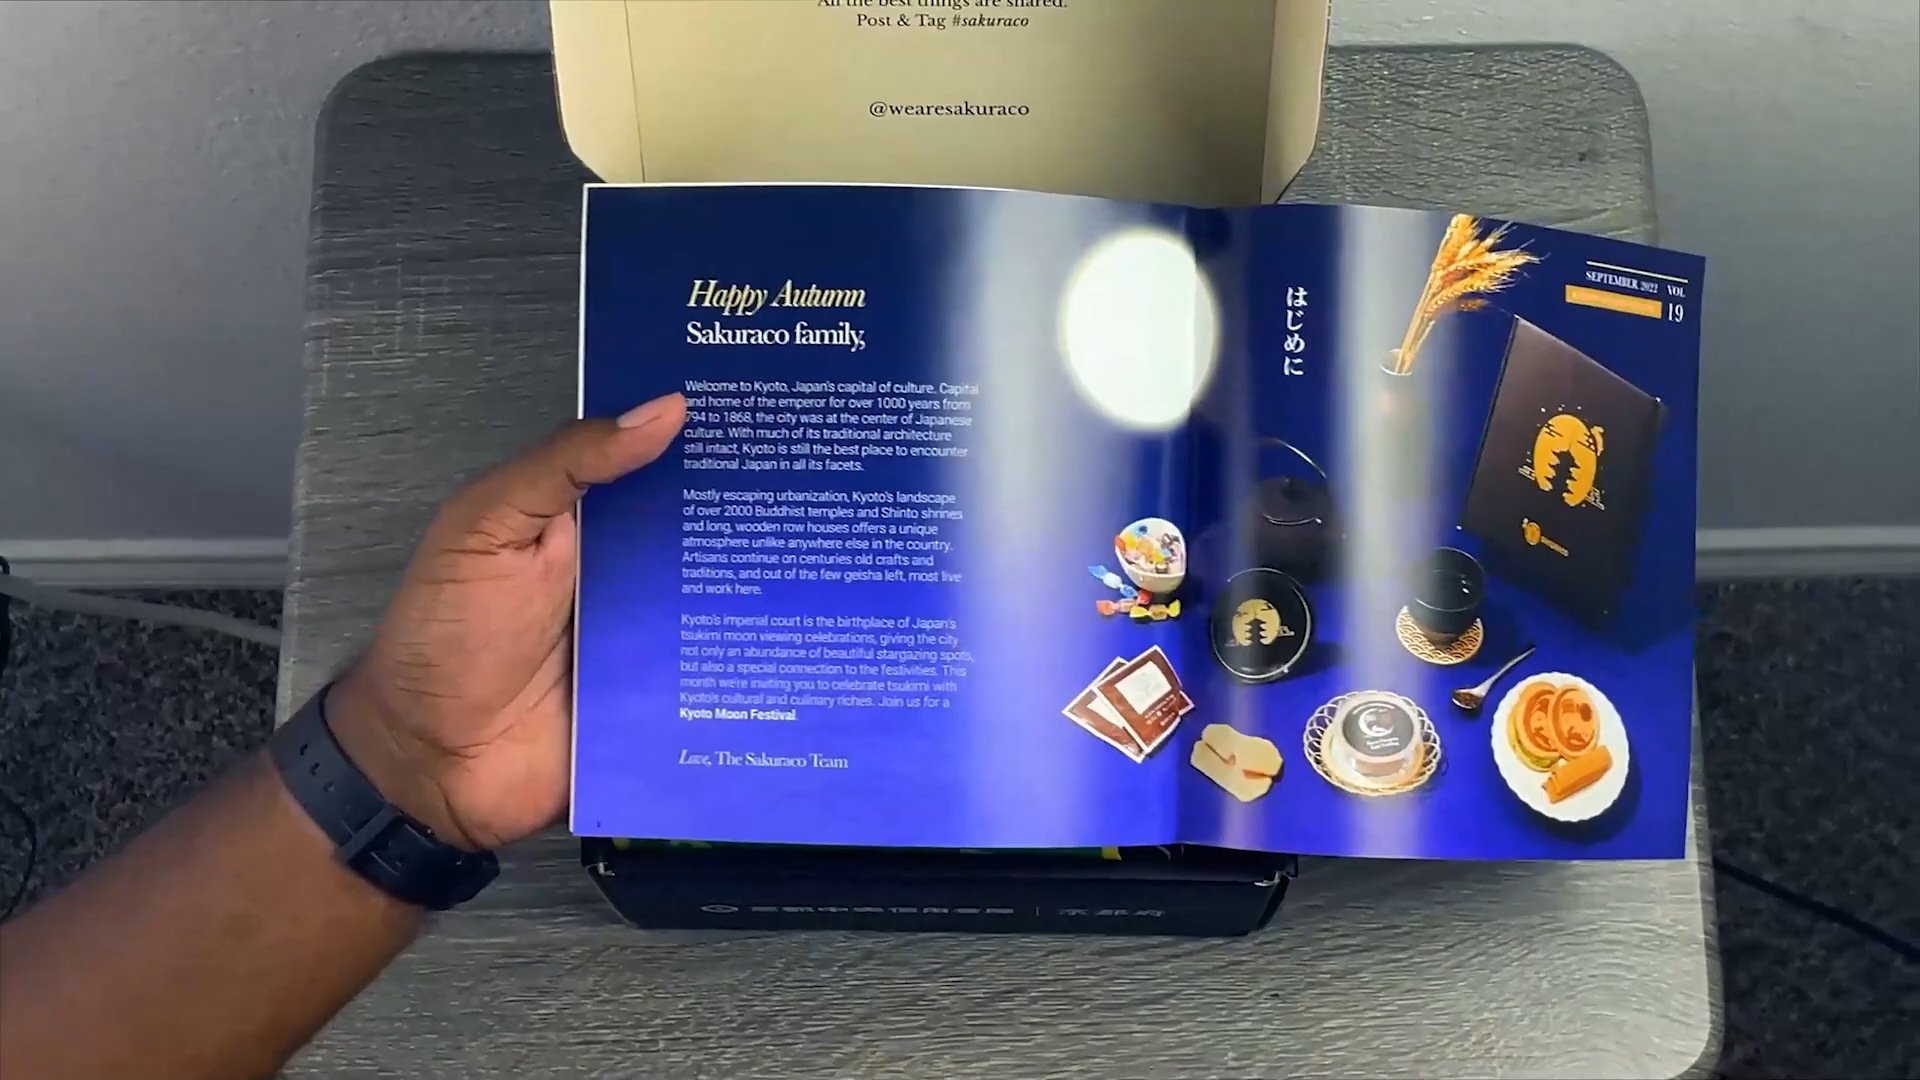 All the best things are shared.
Post & Tag #sakuraco
@wearesakuraco
Happy Autumn
Sakuraco family,
Welcome to Kyoto, Japan's capital of culture. Capital
and home of the emperor for over 1000 years from
794 to 1868, the city was at the center of Japanese
culture. With much of its traditional architecture
still intact, Kyoto is still the best place to encounter
traditional Japan in all its facets.
Mostly escaping urbanization, Kyoto's landscape
of over 2000 Buddhist temples and Shinto shrines
and long, wooden row houses offers a unique
atmosphere unlike anywhere else in the country.
Artisans continue on centuries old crafts and
traditions, and out of the few geisha left, most live
and work here.
Kyoto's imperial court is the birthplace of Japan's
tsukimi moon viewing celebrations, giving the city
not only an abundance of beautiful stargazing spots,
but also a special connection to the festivities. This
month we're inviting you to celebrate tsukimi with
Kyoto's cultural and culinary riches. Join us for a
Kyoto Moon Festival.
Love, The Sakuraco Team
はじめに
SEPTEMBER 2022 VOL
19